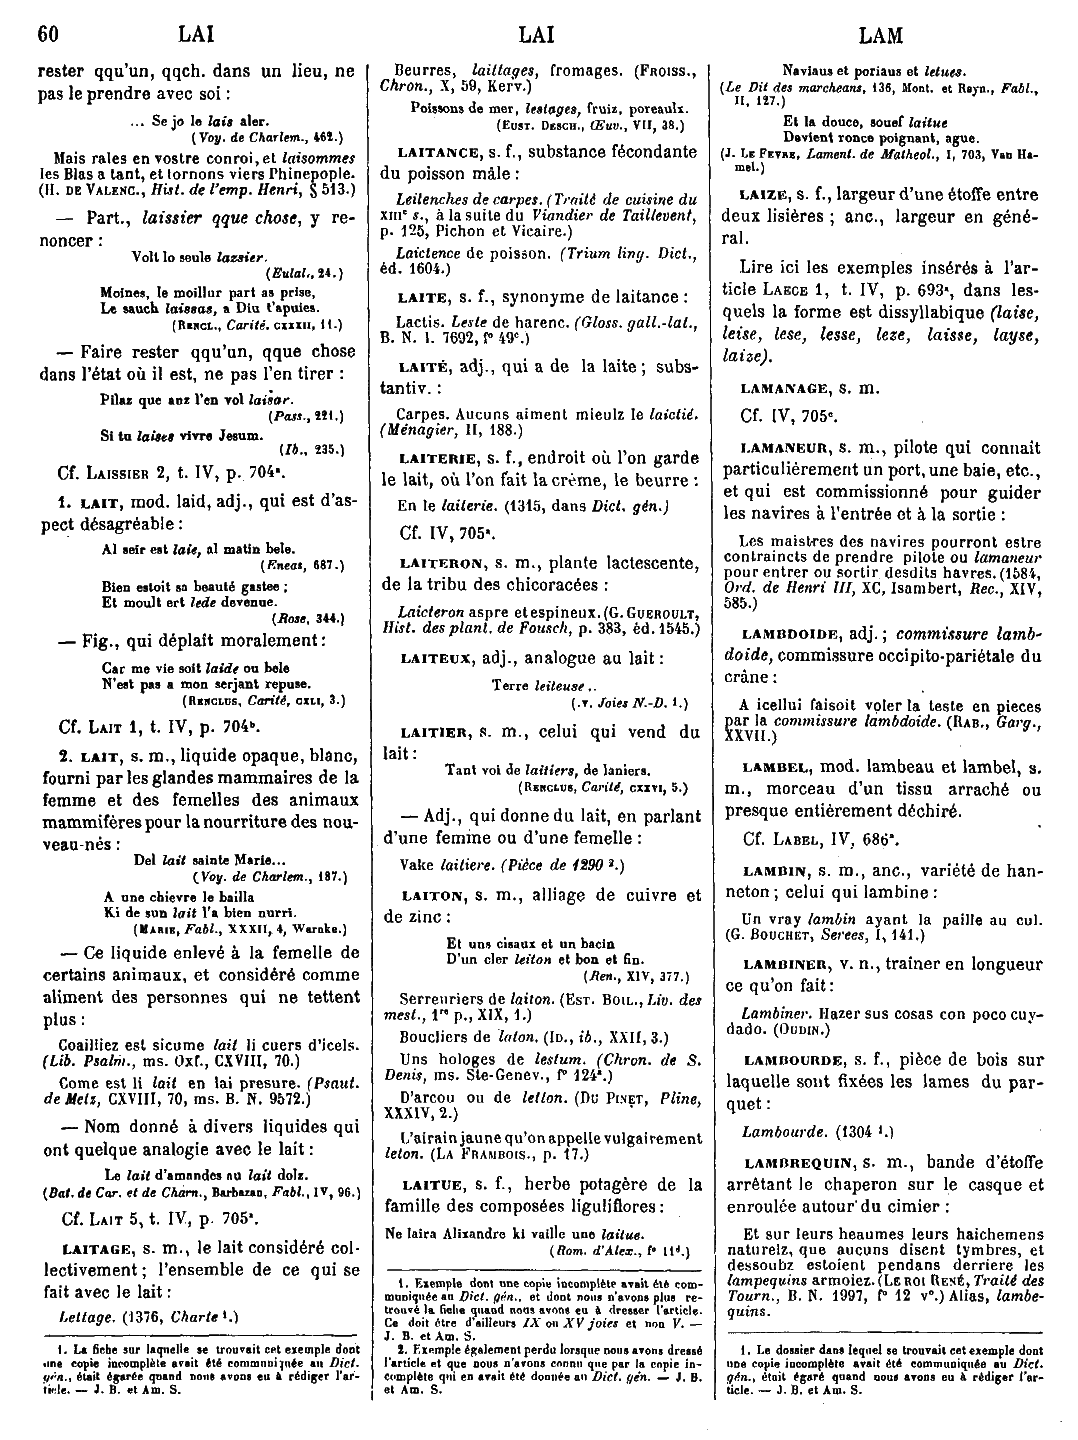 60
LAI
LAI
LAM
rester qqu'un, qqch. dans un lieu, ne
pas le prendre avec soi :
... Se jo le lais aler.
(Voy. de Charlem., 462.)
Mais rales en vostre conroi, et laisommes
les Blas a tant, et tornons viers Phinepople.
(H. DE VALENC., Hist. de l'emp. Henri, § 513.)
— Part., laissier qque chose, y re-
noncer :
Volt lo seule lazsier.
(Eulal., 24.)
Moines, le moillur part as prise,
Le sauch laissas, a Diu t'apuies.
(RENCL., Carité, CXXIII, 11.)
— Faire rester qqu'un, qque chose
dans l'état où il est, ne pas l'en tirer :
Pilaz que anz l'en vol laisar.
(Pass., 221.)
Si tu laises vivre Jesum.
(Ib., 235.)
Cf. LAISSIER 2, t. IV, p. 704ᵃ.
1. LAIT, mod. laid, adj., qui est d'as-
pect désagréable :
Al seir est laie, al matin bele.
(Eneas, 687.)
Bien estoit sa beauté gastee ;
Et moult ert lede devenue.
(Rose, 344.)
— Fig., qui déplaît moralement :
Car me vie soit laide ou bele
N'est pas a mon serjant repuse.
(RENCLUS, Carité, CXLI, 3.)
Cf. LAIT 1, t. IV, p. 704ᵇ.
2. LAIT, s. m., liquide opaque, blanc,
fourni par les glandes mammaires de la
femme et des femelles des animaux
mammifères pour la nourriture des nou-
veau-nés :
Del lait sainte Marie...
(Voy. de Charlem., 187.)
A une chievre le bailla
Ki de sun lait l'a bien nurri.
(MARIE, Fabl., XXXII, 4, Warnke.)
— Ce liquide enlevé à la femelle de
certains animaux, et considéré comme
aliment des personnes qui ne tettent
plus :
Coailliez est sicume lait li cuers d'icels.
(Lib. Psalm., ms. Oxf., CXVIII, 70.)
Come est li lait en lai presure. (Psaut.
de Metz, CXVIII, 70, ms. B. N. 9572.)
— Nom donné à divers liquides qui
ont quelque analogie avec le lait :
Le lait d'amandes au lait dolz.
(Bat. de Car. et de Charn., Barbazan, Fabl., IV, 96.)
Cf. LAIT 5, t. IV, p. 705ᵃ.
LAITAGE, s. m., le lait considéré col-
lectivement ; l'ensemble de ce qui se
fait avec le lait :
Lettage. (1376, Charte ¹.)
1. La fiche sur laquelle se trouvait cet exemple dont
une copie incomplète avait été communiquée au Dict.
gén., était égarée quand nous avons eu à rédiger l'ar-
ticle. — J. B. et Am. S.
Beurres, laittages, fromages. (FROISS.,
Chron., X, 59, Kerv.)
Poissons de mer, lestages, fruiz, poreaulx.
(EUST. DESCH., Œuv., VII, 38.)
LAITANCE, s. f., substance fécondante
du poisson mâle :
Leitenches de carpes. (Traité de cuisine du
XIIIᵉ s., à la suite du Viandier de Taillevent,
p. 125, Pichon et Vicaire.)
Laictence de poisson. (Trium ling. Dict.,
éd. 1604.)
LAITE, s. f., synonyme de laitance :
Lactis. Leste de harenc. (Gloss. gall.-lat.,
B. N. l. 7692, f° 49ᶜ.)
LAITÉ, adj., qui a de la laite ; subs-
tantiv. :
Carpes. Aucuns aiment mieulz le laictié.
(Ménagier, II, 188.)
LAITERIE, s. f., endroit où l'on garde
le lait, où l'on fait la crème, le beurre :
En le laiterie. (1315, dans Dict. gén.)
Cf. IV, 705ᵃ.
LAITERON, s. m., plante lactescente,
de la tribu des chicoracées :
Laicteron aspre et espineux. (G. GUEROULT,
Hist. des plant. de Fousch, p. 383, éd. 1545.)
LAITEUX, adj., analogue au lait :
Terre leiteuse..
(.v. Joies N.-D. 1.)
LAITIER, s. m., celui qui vend du
lait :
Tant voi de laitiers, de laniers.
(RENCLUS, Carité, CXXVI, 5.)
— Adj., qui donne du lait, en parlant
d'une femme ou d'une femelle :
Vake laitiere. (Pièce de 1290 ².)
LAITON, s. m., alliage de cuivre et
de zinc :
Et uns cisaux et un bacin
D'un cler leiton et bon et fin.
(Ren., XIV, 377.)
Serreuriers de laiton. (EST. BOIL., Liv. des
mest., 1ʳᵉ p., XIX, 1.)
Boucliers de laton. (ID., ib., XXII, 3.)
Uns hologes de lestum. (Chron. de S.
Denis, ms. Ste-Genev., f° 124ᵃ.)
D'arcou ou de letton. (DU PINET, Pline,
XXXIV, 2.)
L'airain jaune qu'on appelle vulgairement
leton. (LA FRAMBOIS., p. 17.)
LAITUE, s. f., herbe potagère de la
famille des composées liguliflores :
Ne laira Alixandre ki vaille une laitue.
(Rom. d'Alex., f° 11ᵈ.)
1. Exemple dont une copie incomplète avait été com-
muniquée au Dict. gén., et dont nous n'avons plus re-
trouvé la fiche quand nous avons eu à dresser l'article.
Ce doit être d'ailleurs IX ou XV joies et non V. —
J. B. et Am. S.
2. Exemple également perdu lorsque nous avons dressé
l'article et que nous n'avons connu que par la copie in-
complète qui en avait été donnée au Dict. gén. — J. B.
et Am. S.
Naviaus et poriaus et letues.
(Le Dit des marcheans, 136, Mont. et Rayn., Fabl.,
II, 127.)
Et la douce, souef laitue
Devient ronce poignant, ague.
(J. LE FEVRE, Lament. de Matheol., I, 703, Van Ha-
mel.)
LAIZE, s. f., largeur d'une étoffe entre
deux lisières ; anc., largeur en géné-
ral.
Lire ici les exemples insérés à l'ar-
ticle LAECE 1, t. IV, p. 693ᵃ, dans les-
quels la forme est dissyllabique (laise,
leise, lese, lesse, leze, laisse, layse,
laize).
LAMANAGE, s. m.
Cf. IV, 705ᶜ.
LAMANEUR, s. m., pilote qui connait
particulièrement un port, une baie, etc.,
et qui est commissionné pour guider
les navires à l'entrée et à la sortie :
Les maistres des navires pourront estre
contraincts de prendre pilote ou lamaneur
pour entrer ou sortir desdits havres. (1584,
Ord. de Henri III, XC, Isambert, Rec., XIV,
585.)
LAMBDOIDE, adj. ; commissure lamb-
doide, commissure occipito-pariétale du
crâne :
A icellui faisoit voler la teste en pieces
par la commissure lambdoide. (RAB., Garg.,
XXVII.)
LAMBEL, mod. lambeau et lambel, s.
m., morceau d'un tissu arraché ou
presque entièrement déchiré.
Cf. LABEL, IV, 686ᵃ.
LAMBIN, s. m., anc., variété de han-
neton ; celui qui lambine :
Un vray lambin ayant la paille au cul.
(G. BOUCHET, Serees, I, 141.)
LAMBINER, v. n., traîner en longueur
ce qu'on fait :
Lambiner. Hazer sus cosas con poco cuy-
dado. (OUDIN.)
LAMBOURDE, s. f., pièce de bois sur
laquelle sont fixées les lames du par-
quet :
Lambourde. (1304 ¹.)
LAMBREQUIN, s. m., bande d'étoffe
arrêtant le chaperon sur le casque et
enroulée autour du cimier :
Et sur leurs heaumes leurs haichemens
naturelz, que aucuns disent tymbres, et
dessoubz estoient pendans derriere les
lampequins armoiez. (LE ROI RENÉ, Traité des
Tourn., B. N. 1997, f° 12 v°.) Alias, lambe-
quins.
1. Le dossier dans lequel se trouvait cet exemple dont
une copie incomplète avait été communiquée au Dict.
gén., était égaré quand nous avons eu à rédiger l'ar-
ticle. — J. B. et Am. S.